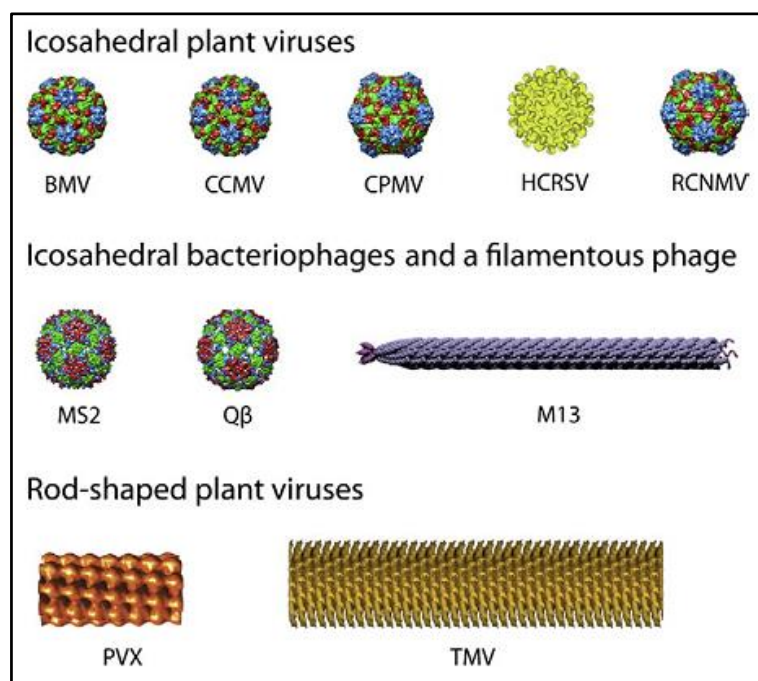 Icosahedral plant viruses
BMV CCMV CPMV HCRSV RCNMV
Icosahedral bacteriophages and a filamentous phage
MS2 Qβ M13
Rod-shaped plant viruses
PVX TMV